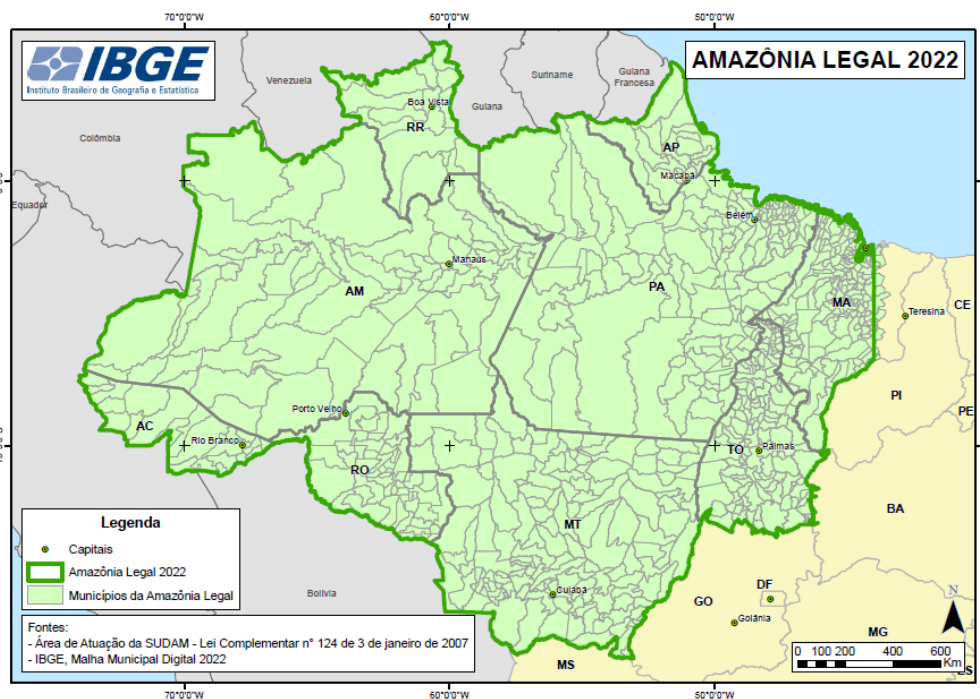 70°0'0"W
60°0'0"W
50°0'0"W
IBGE
Instituto Brasileiro de Geografia e Estatística
AMAZÔNIA LEGAL 2022
Venezuela
Suriname
Guiana
Francesa
Guiana
Colômbia
Boa Vista
RR
AP
Macapá
Equador
Belém
Manaus
AM
PA
MA
CE
Teresina
PI
PE
Porto Velho
AC
Rio Branco
RO
TO
Palmas
MT
BA
Bolívia
Cuiabá
GO
DF
Goiânia
MG
MS
ES
N
Legenda
Capitais
Amazônia Legal 2022
Municípios da Amazônia Legal
Fontes:
- Área de Atuação da SUDAM - Lei Complementar n° 124 de 3 de janeiro de 2007
- IBGE, Malha Municipal Digital 2022
0 100 200 400 600
Km
70°0'0"W
60°0'0"W
50°0'0"W